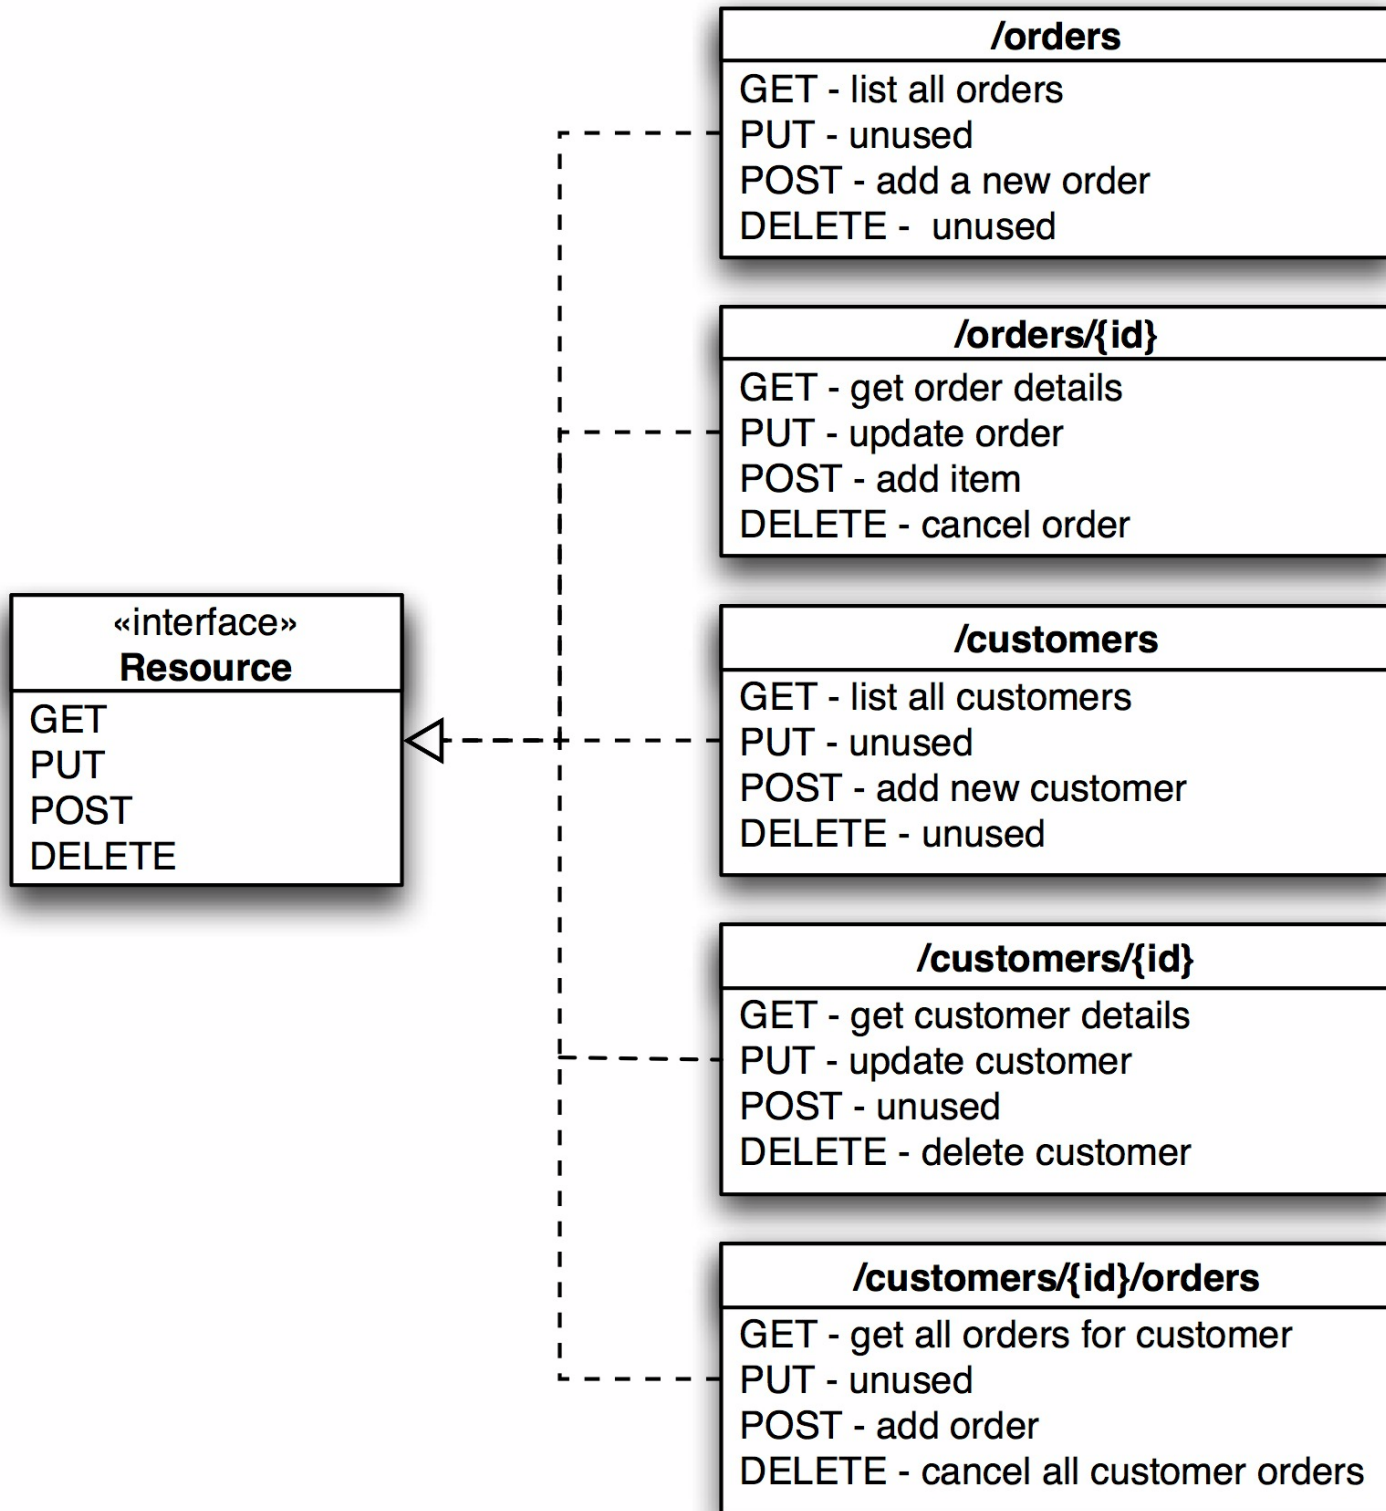 /orders
GET - list all orders
PUT - unused
POST - add a new order
DELETE -  unused
/orders/{id}
GET - get order details
PUT - update order
POST - add item
DELETE - cancel order
«interface»
Resource
GET
PUT
POST
DELETE
/customers
GET - list all customers
PUT - unused
POST - add new customer
DELETE - unused
/customers/{id}
GET - get customer details
PUT - update customer
POST - unused
DELETE - delete customer
/customers/{id}/orders
GET - get all orders for customer
PUT - unused
POST - add order
DELETE - cancel all customer orders